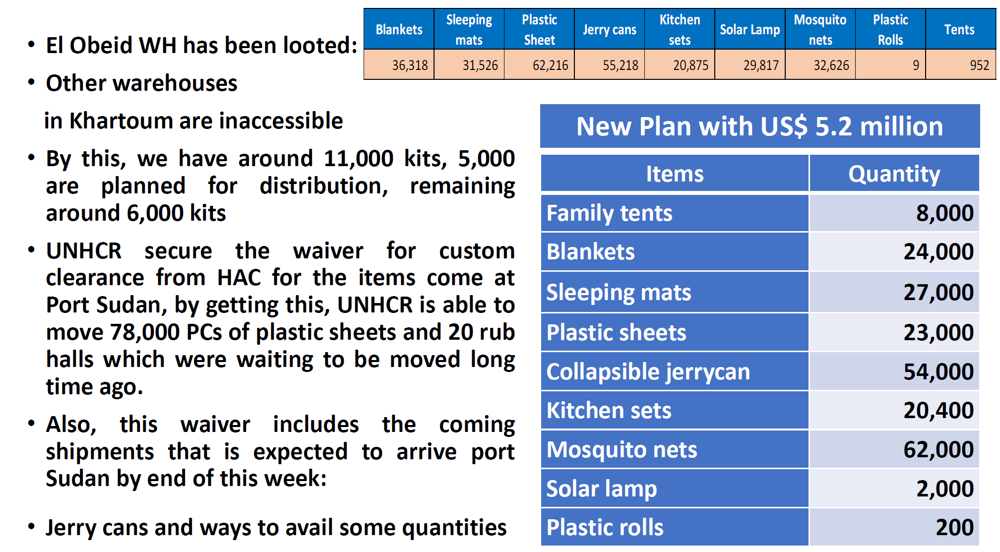 • El Obeid WH has been looted:
Blankets Sleeping mats Plastic Sheet Jerry cans Kitchen sets Solar Lamp Mosquito nets Plastic Rolls Tents
36,318 31,526 62,216 55,218 20,875 29,817 32,626 9 952
• Other warehouses
in Khartoum are inaccessible
• By this, we have around 11,000 kits, 5,000
are planned for distribution, remaining
around 6,000 kits
• UNHCR secure the waiver for custom
clearance from HAC for the items come at
Port Sudan, by getting this, UNHCR is able to
move 78,000 PCs of plastic sheets and 20 rub
halls which were waiting to be moved long
time ago.
• Also, this waiver includes the coming
shipments that is expected to arrive port
Sudan by end of this week:
• Jerry cans and ways to avail some quantities
New Plan with US$ 5.2 million
Items Quantity
Family tents 8,000
Blankets 24,000
Sleeping mats 27,000
Plastic sheets 23,000
Collapsible jerrycan 54,000
Kitchen sets 20,400
Mosquito nets 62,000
Solar lamp 2,000
Plastic rolls 200